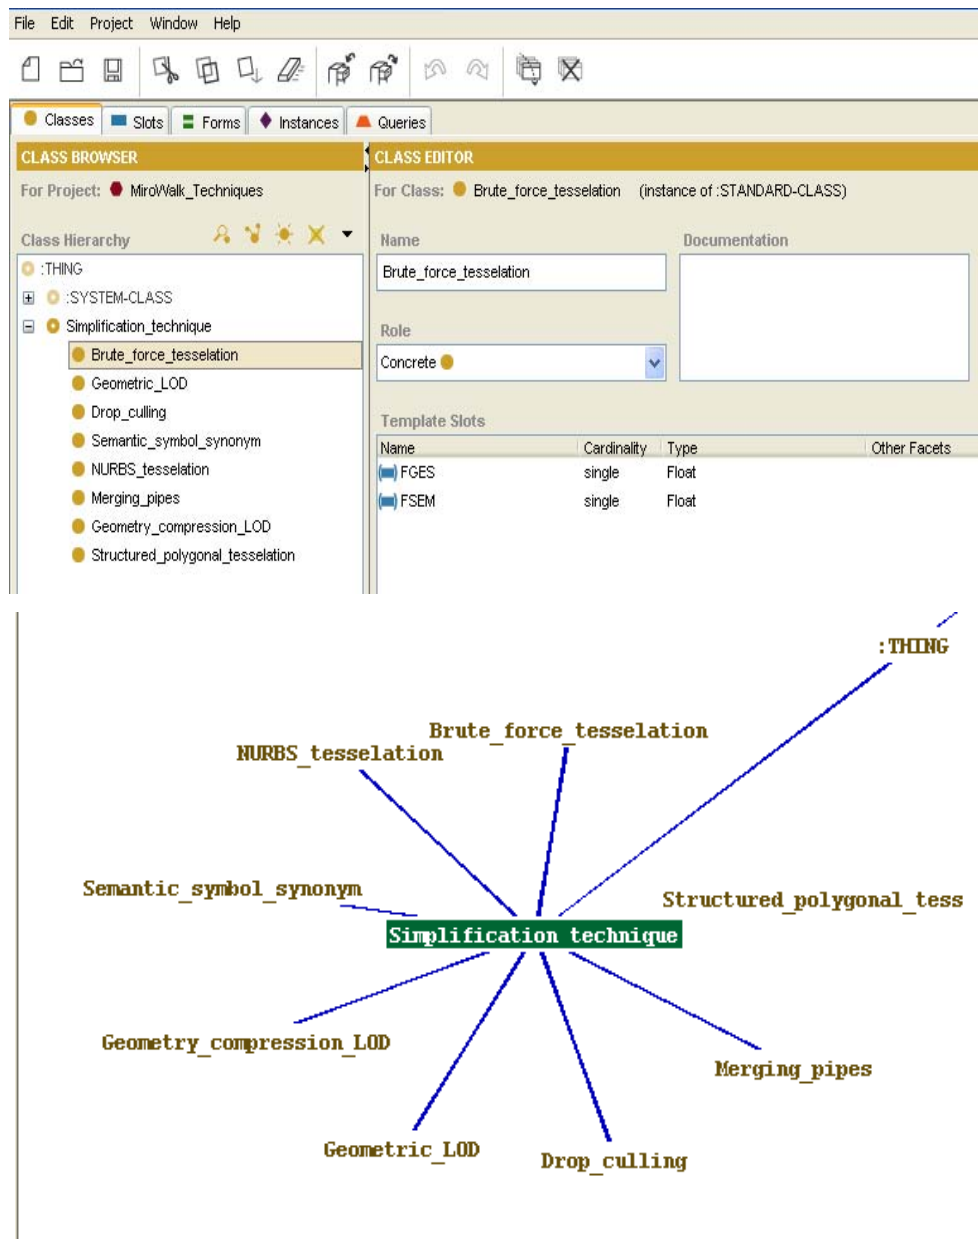 File Edit Project Window Help
Classes Slots Forms Instances Queries
CLASS BROWSER
For Project: MiroWalk_Techniques
Class Hierarchy
:THING
:SYSTEM-CLASS
Simplification_technique
Brute_force_tesselation
Geometric_LOD
Drop_culling
Semantic_symbol_synonym
NURBS_tesselation
Merging_pipes
Geometry_compression_LOD
Structured_polygonal_tesselation
CLASS EDITOR
For Class: Brute_force_tesselation (instance of :STANDARD-CLASS)
Name
Brute_force_tesselation
Documentation
Role
Concrete
Template Slots
Name Cardinality Type Other Facets
FGES single Float
FSEM single Float
:THING
Brute_force_tesselation
NURBS_tesselation
Semantic_symbol_synonym
Structured_polygonal_tess
Simplification technique
Geometry_compression_LOD
Merging_pipes
Geometric_LOD
Drop_culling